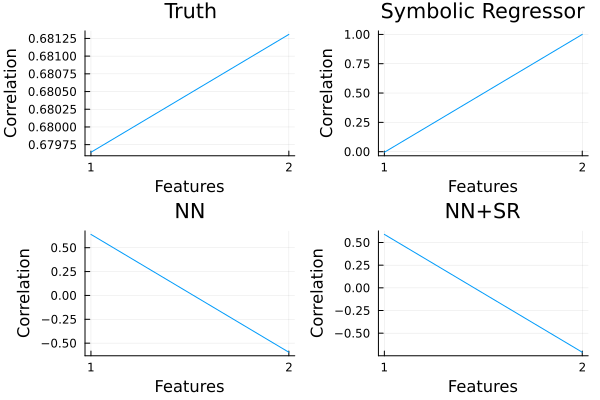 Truth
Correlation
0.68125
0.68100
0.68075
0.68050
0.68025
0.68000
0.67975
1 2
Features
Symbolic Regressor
Correlation
1.00
0.75
0.50
0.25
0.00
1 2
Features
NN
Correlation
0.50
0.25
0.00
−0.25
−0.50
1 2
Features
NN+SR
Correlation
0.50
0.25
0.00
−0.25
−0.50
1 2
Features